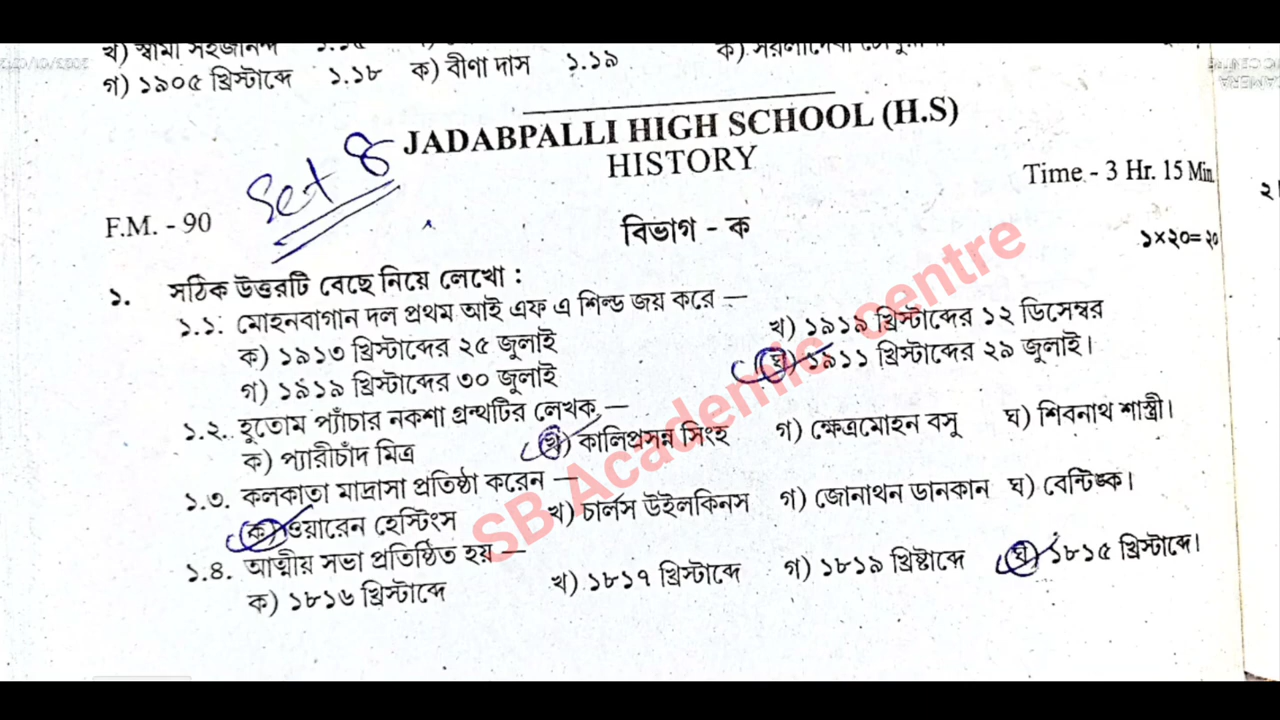 খ) স্বামী সহজানন্দ
গ) ১৯০৫ খ্রিস্টাব্দে ১.১৮ ক) বীণা দাস ১.১৯
JADABPALLI HIGH SCHOOL (H.S)
Set 8
HISTORY
Time - 3 Hr. 15 Min.
F.M. - 90
বিভাগ - ক
১×২০=২০
১. সঠিক উত্তরটি বেছে নিয়ে লেখো :
১.১. মোহনবাগান দল প্রথম আই এফ এ শিল্ড জয় করে —
ক) ১৯১৩ খ্রিস্টাব্দের ২৫ জুলাই খ) ১৯১৯ খ্রিস্টাব্দের ১২ ডিসেম্বর
গ) ১৯১৯ খ্রিস্টাব্দের ৩০ জুলাই ঘ) ১৯১১ খ্রিস্টাব্দের ২৯ জুলাই।
১.২. হুতোম প্যাঁচার নকশা গ্রন্থটির লেখক —
ক) প্যারীচাঁদ মিত্র খ) কালিপ্রসন্ন সিংহ গ) ক্ষেত্রমোহন বসু ঘ) শিবনাথ শাস্ত্রী।
১.৩. কলকাতা মাদ্রাসা প্রতিষ্ঠা করেন —
ক) ওয়ারেন হেস্টিংস খ) চার্লস উইলকিনস গ) জোনাথন ডানকান ঘ) বেন্টিঙ্ক।
১.৪. আত্মীয় সভা প্রতিষ্ঠিত হয় —
ক) ১৮১৬ খ্রিস্টাব্দে খ) ১৮১৭ খ্রিস্টাব্দে গ) ১৮১৯ খ্রিষ্টাব্দে ঘ) ১৮১৫ খ্রিস্টাব্দে।
SB Academic centre